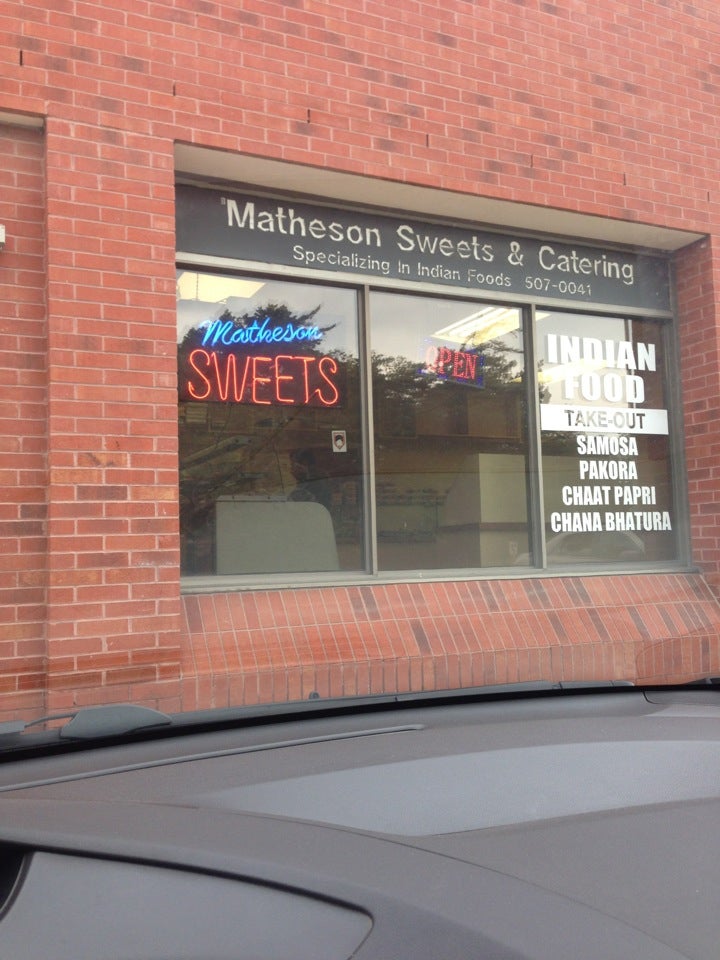 Matheson Sweets & Catering
Specializing In Indian Foods 507-0041
Matheson
SWEETS
OPEN
INDIAN
FOOD
TAKE-OUT
SAMOSA
PAKORA
CHAAT PAPRI
CHANA BHATURA